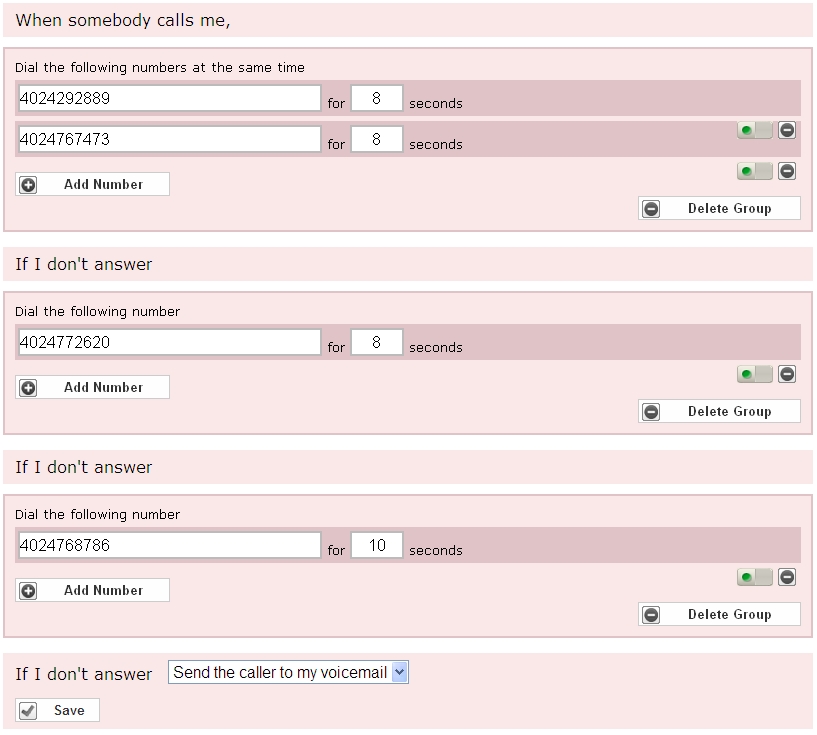 When somebody calls me,
Dial the following numbers at the same time
4024292889 for 8 seconds
4024767473 for 8 seconds
Add Number
Delete Group
If I don't answer
Dial the following number
4024772620 for 8 seconds
Add Number
Delete Group
If I don't answer
Dial the following number
4024768786 for 10 seconds
Add Number
Delete Group
If I don't answer Send the caller to my voicemail
Save